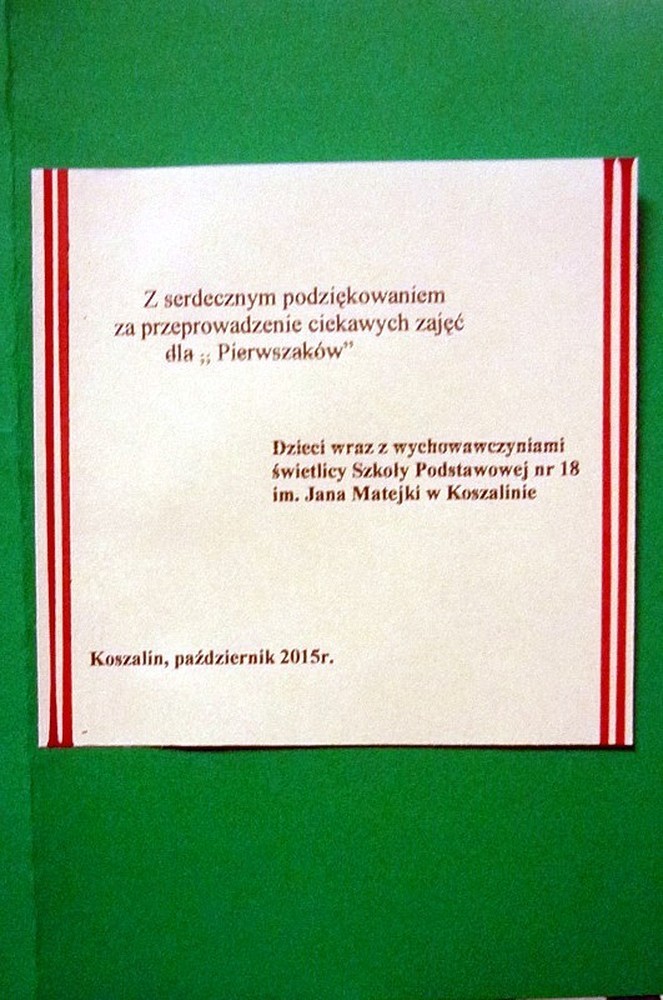 Z serdecznym podziękowaniem
za przeprowadzenie ciekawych zajęć
dla ,, Pierwszaków”
Dzieci wraz z wychowawczyniami
świetlicy Szkoły Podstawowej nr 18
im. Jana Matejki w Koszalinie
Koszalin, październik 2015r.